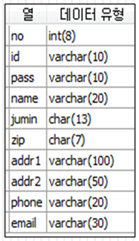 열 데이터 유형
no int(8)
id varchar(10)
pass varchar(10)
name varchar(20)
jumin char(13)
zip char(7)
addr1 varchar(100)
addr2 varchar(50)
phone varchar(20)
email varchar(30)